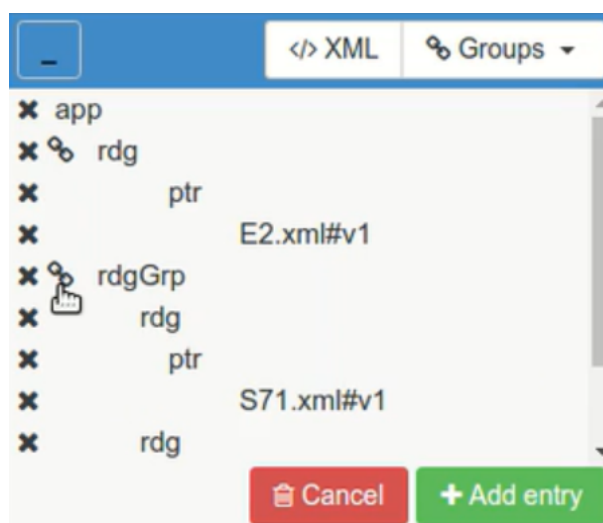 _ </> XML Groups
app
rdg
ptr
E2.xml#v1
rdgGrp
rdg
ptr
S71.xml#v1
rdg
Cancel + Add entry